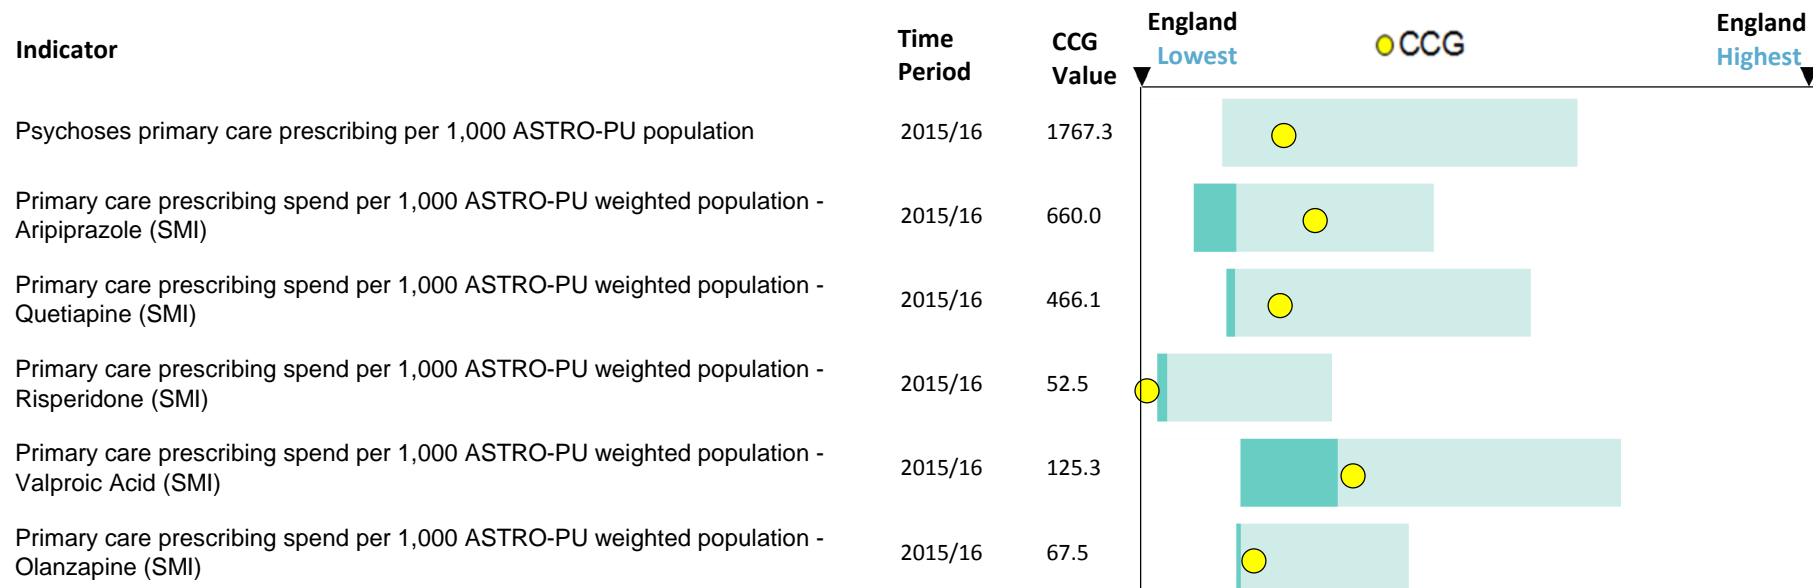 Indicator
Time Period
CCG Value
England Lowest
CCG
England Highest
Psychoses primary care prescribing per 1,000 ASTRO-PU population 2015/16 1767.3
Primary care prescribing spend per 1,000 ASTRO-PU weighted population -
Aripiprazole (SMI) 2015/16 660.0
Primary care prescribing spend per 1,000 ASTRO-PU weighted population -
Quetiapine (SMI) 2015/16 466.1
Primary care prescribing spend per 1,000 ASTRO-PU weighted population -
Risperidone (SMI) 2015/16 52.5
Primary care prescribing spend per 1,000 ASTRO-PU weighted population -
Valproic Acid (SMI) 2015/16 125.3
Primary care prescribing spend per 1,000 ASTRO-PU weighted population -
Olanzapine (SMI) 2015/16 67.5